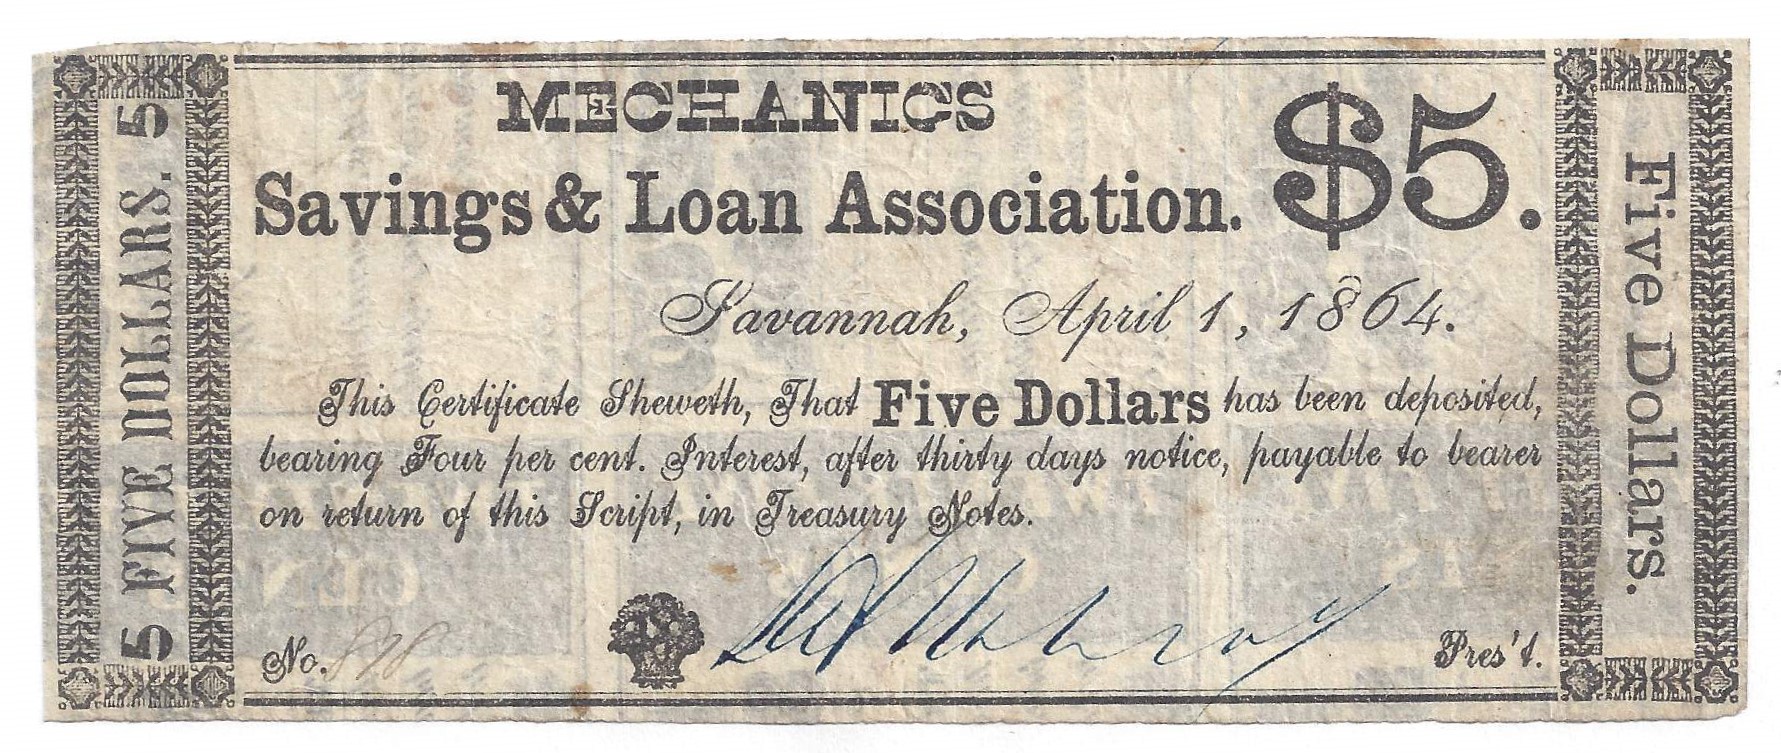 5 FIVE DOLLARS. 5
MECHANICS
Savings & Loan Association.
$5.
Savannah, April 1, 1864.
This Certificate Sheweth, That Five Dollars has been deposited,
bearing Four per cent. Interest, after thirty days notice, payable to bearer
on return of this Script, in Treasury Notes.
No.
Pres't.
Five Dollars.